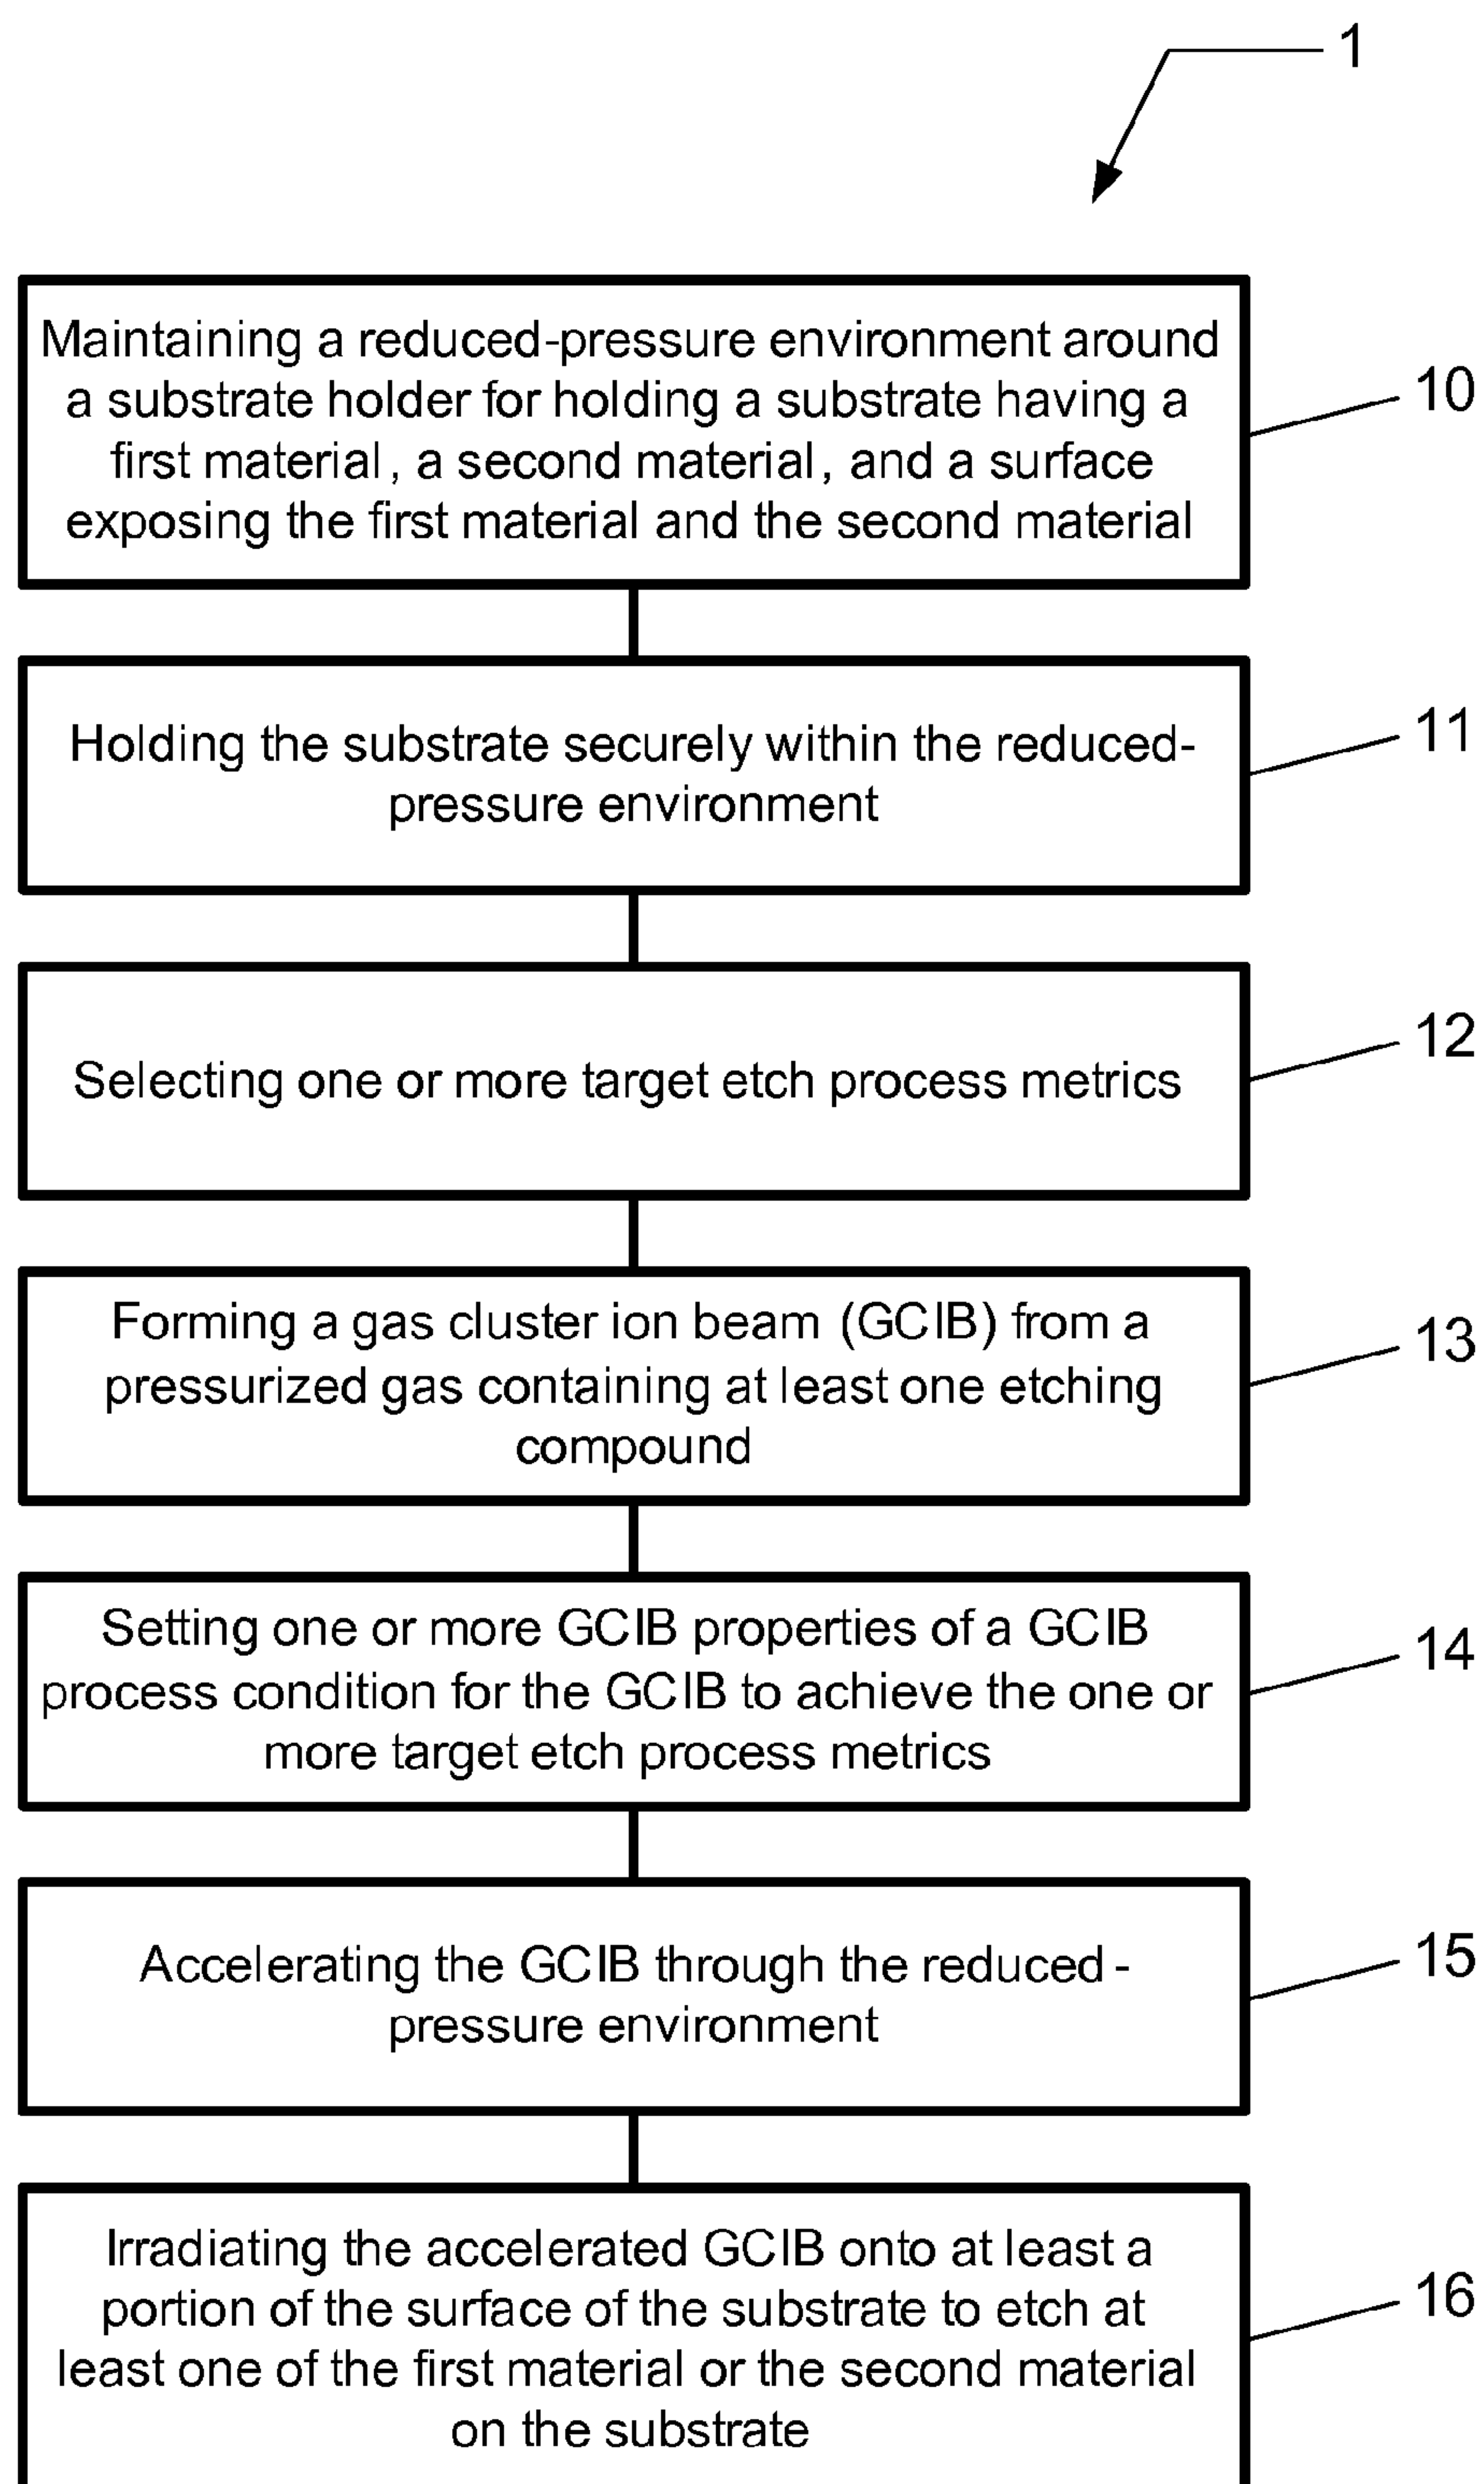 1
Maintaining a reduced-pressure environment around
a substrate holder for holding a substrate having a
first material, a second material, and a surface
exposing the first material and the second material
10
Holding the substrate securely within the reduced-
pressure environment
11
Selecting one or more target etch process metrics
12
Forming a gas cluster ion beam (GCIB) from a
pressurized gas containing at least one etching
compound
13
Setting one or more GCIB properties of a GCIB
process condition for the GCIB to achieve the one or
more target etch process metrics
14
Accelerating the GCIB through the reduced-
pressure environment
15
Irradiating the accelerated GCIB onto at least a
portion of the surface of the substrate to etch at
least one of the first material or the second material
on the substrate
16